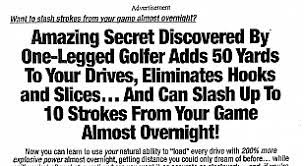 Advertisement
Want to slash strokes from your game almost overnight?
Amazing Secret Discovered By
One-Legged Golfer Adds 50 Yards
To Your Drives, Eliminates Hooks
and Slices... And Can Slash Up To
10 Strokes From Your Game
Almost Overnight!
Now you can learn to use your natural ability to "load" every drive with 200% more
explosive power almost overnight, getting distance you could only dream of before... while